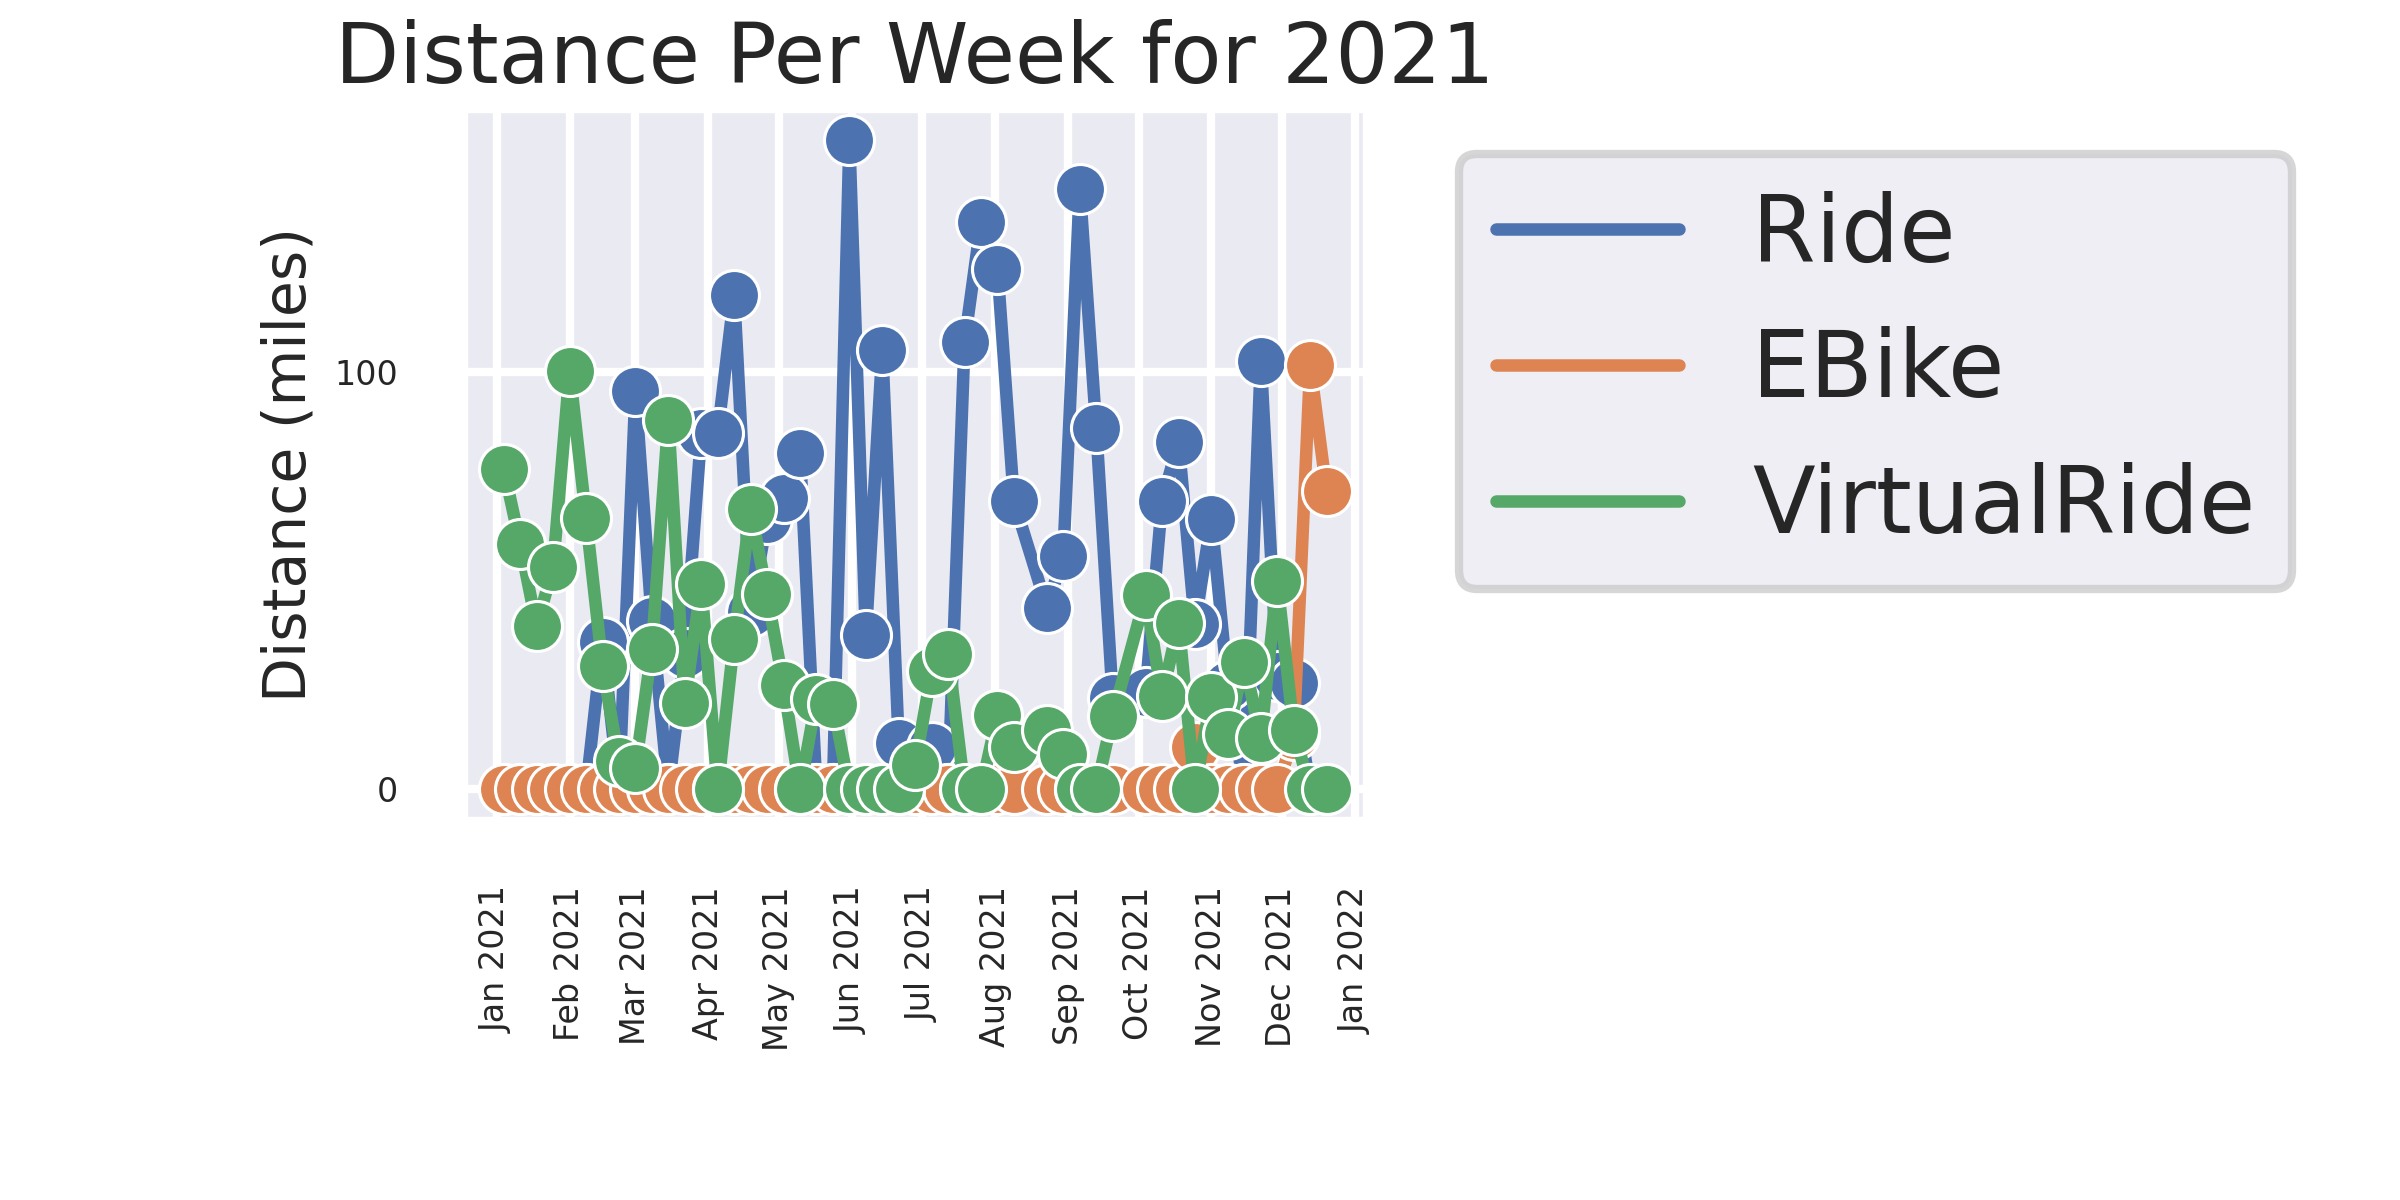 Distance Per Week for 2021
Distance (miles)
100
0
Jan 2021
Feb 2021
Mar 2021
Apr 2021
May 2021
Jun 2021
Jul 2021
Aug 2021
Sep 2021
Oct 2021
Nov 2021
Dec 2021
Jan 2022
Ride
EBike
VirtualRide